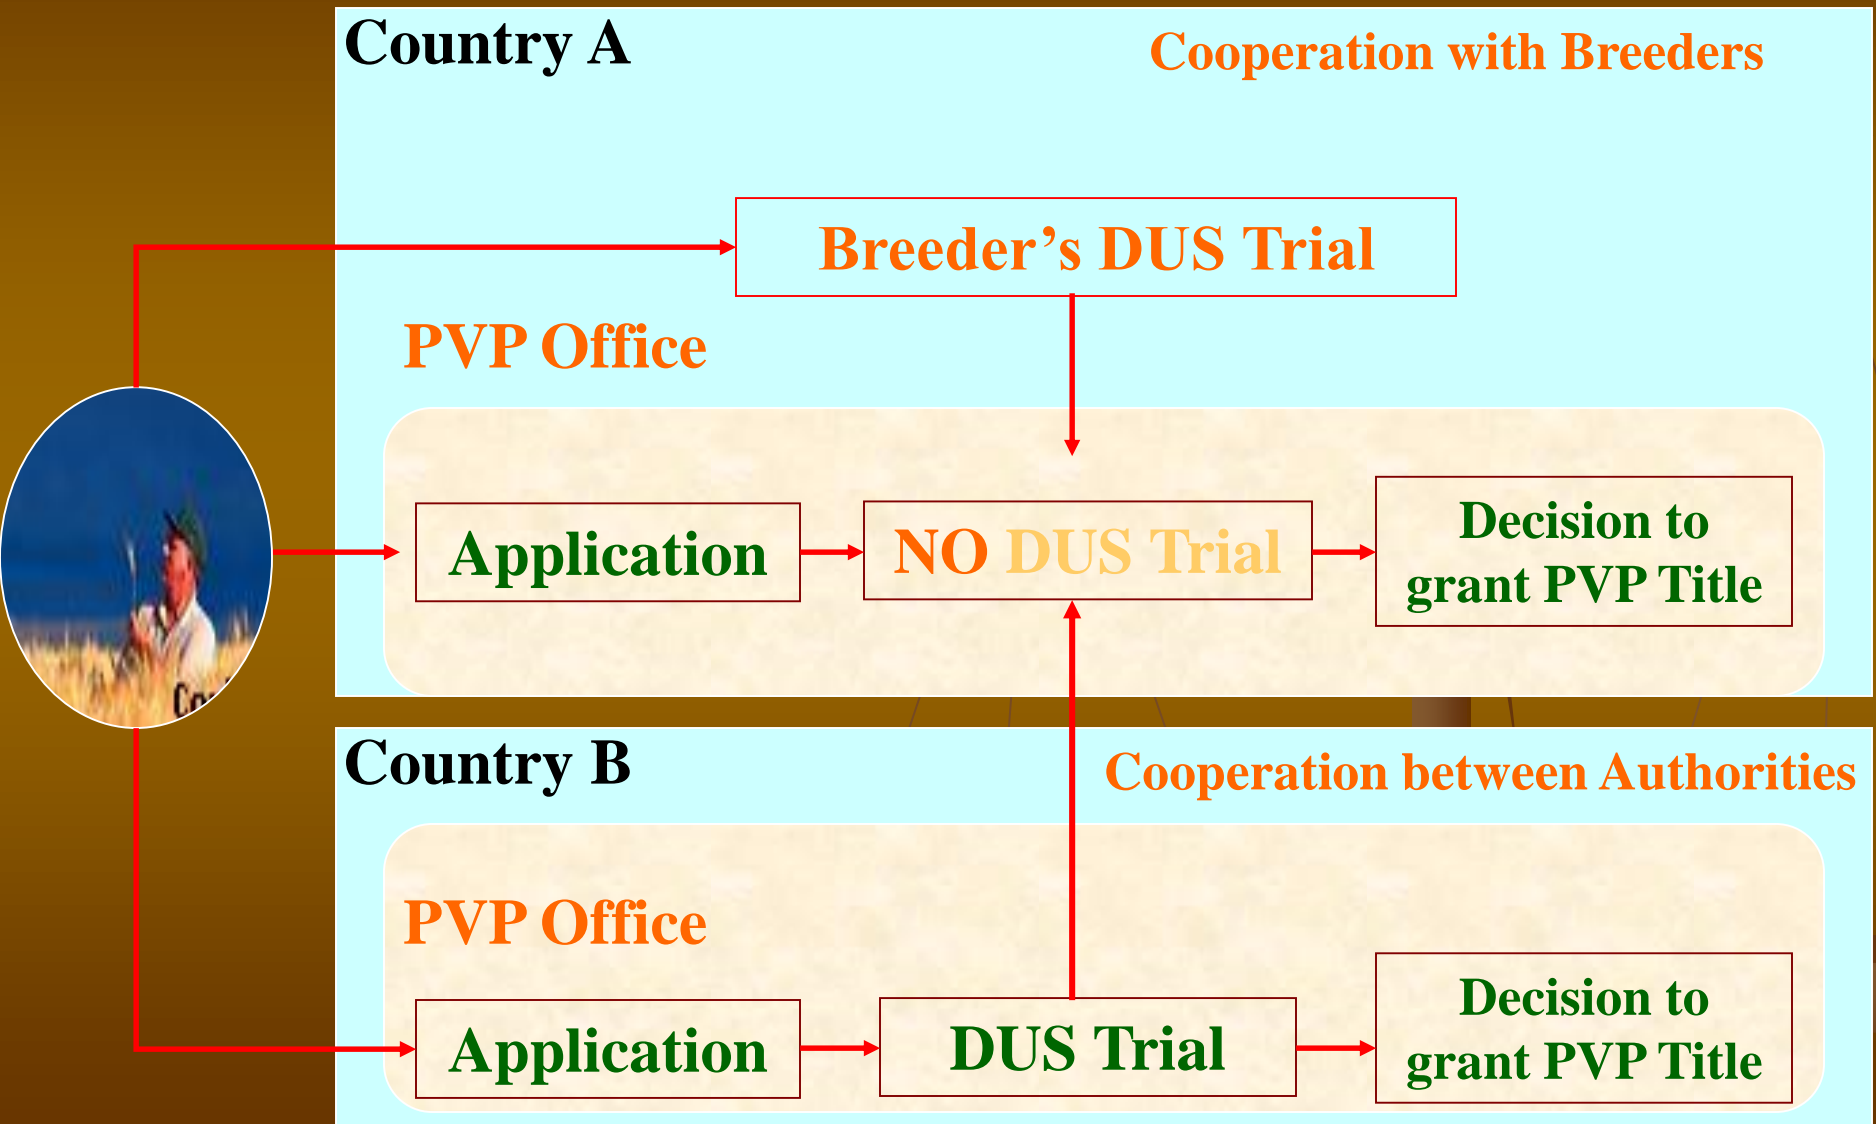 Country A
Cooperation with Breeders
Breeder’s DUS Trial
PVP Office
Application
NO DUS Trial
Decision to
grant PVP Title
Country B
Cooperation between Authorities
PVP Office
Application
DUS Trial
Decision to
grant PVP Title